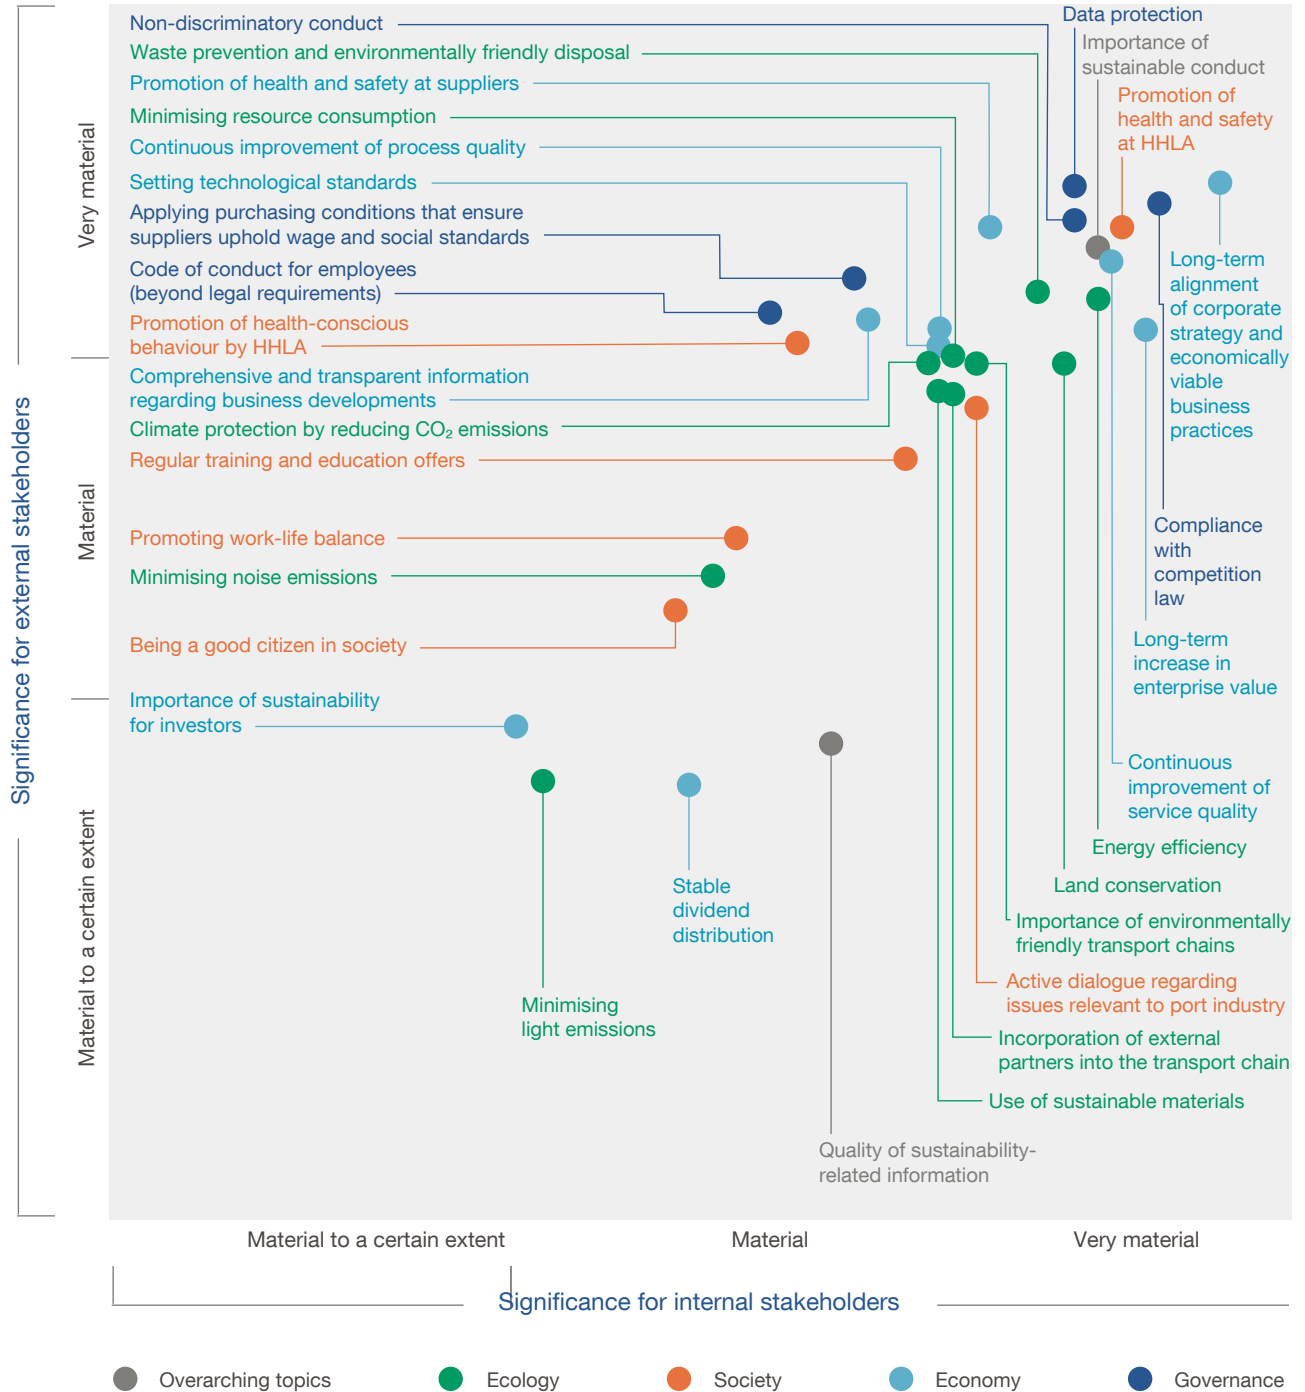 Non-discriminatory conduct
Waste prevention and environmentally friendly disposal
Promotion of health and safety at suppliers
Minimising resource consumption
Continuous improvement of process quality
Setting technological standards
Applying purchasing conditions that ensure
suppliers uphold wage and social standards
Code of conduct for employees
(beyond legal requirements)
Promotion of health-conscious
behaviour by HHLA
Comprehensive and transparent information
regarding business developments
Climate protection by reducing CO₂ emissions
Regular training and education offers
Promoting work-life balance
Minimising noise emissions
Being a good citizen in society
Importance of sustainability
for investors
Data protection
Importance of
sustainable conduct
Promotion of
health and safety
at HHLA
Long-term
alignment
of corporate
strategy and
economically
viable
business
practices
Compliance
with
competition
law
Long-term
increase in
enterprise value
Continuous
improvement of
service quality
Energy efficiency
Land conservation
Importance of environmentally
friendly transport chains
Active dialogue regarding
issues relevant to port industry
Incorporation of external
partners into the transport chain
Use of sustainable materials
Stable
dividend
distribution
Minimising
light emissions
Quality of sustainability-
related information
Significance for external stakeholders
Very material
Material
Material to a certain extent
Material to a certain extent
Material
Very material
Significance for internal stakeholders
Overarching topics
Ecology
Society
Economy
Governance